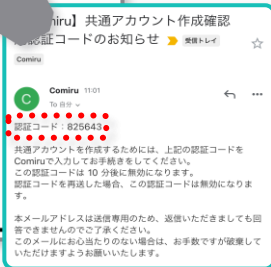 miru】共通アカウント作成確認
認証コードのお知らせ 受信トレイ
Comiru
C
Comiru 11:01
To 自分
認証コード：825643
共通アカウントを作成するためには、上記の認証コードを
Comiruで入力してお手続きをしてください。
この認証コードは 10 分後に無効になります。
認証コードを再送した場合、この認証コードは無効になりま
す。
本メールアドレスは送信専用のため、返信いただきましても回
答できませんのでご了承ください。
このメールにお心当たりのない場合は、お手数ですが破棄して
いただけますようお願いいたします。